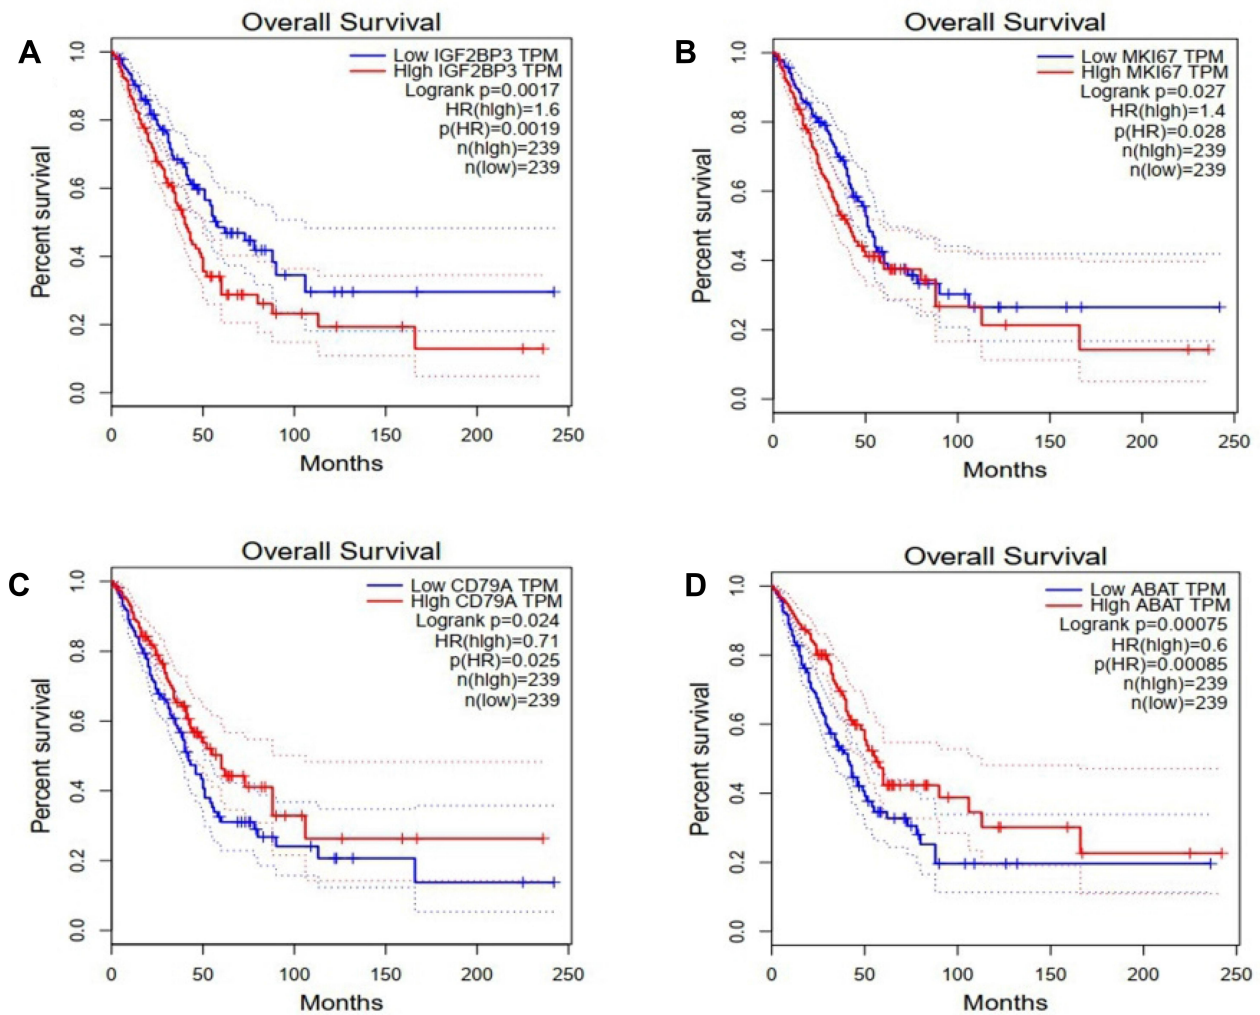 A
Overall Survival
Low IGF2BP3 TPM
HIgh IGF2BP3 TPM
Logrank p=0.0017
HR(hIgh)=1.6
p(HR)=0.0019
n(hIgh)=239
n(low)=239
Percent survival
0.0 0.2 0.4 0.6 0.8 1.0
0 50 100 150 200 250
Months
B
Overall Survival
Low MKI67 TPM
HIgh MKI67 TPM
Logrank p=0.027
HR(hIgh)=1.4
p(HR)=0.028
n(hIgh)=239
n(low)=239
Percent survival
0.0 0.2 0.4 0.6 0.8 1.0
0 50 100 150 200 250
Months
C
Overall Survival
Low CD79A TPM
HIgh CD79A TPM
Logrank p=0.024
HR(hIgh)=0.71
p(HR)=0.025
n(hIgh)=239
n(low)=239
Percent survival
0.0 0.2 0.4 0.6 0.8 1.0
0 50 100 150 200 250
Months
D
Overall Survival
Low ABAT TPM
HIgh ABAT TPM
Logrank p=0.00075
HR(hIgh)=0.6
p(HR)=0.00085
n(hIgh)=239
n(low)=239
Percent survival
0.0 0.2 0.4 0.6 0.8 1.0
0 50 100 150 200 250
Months